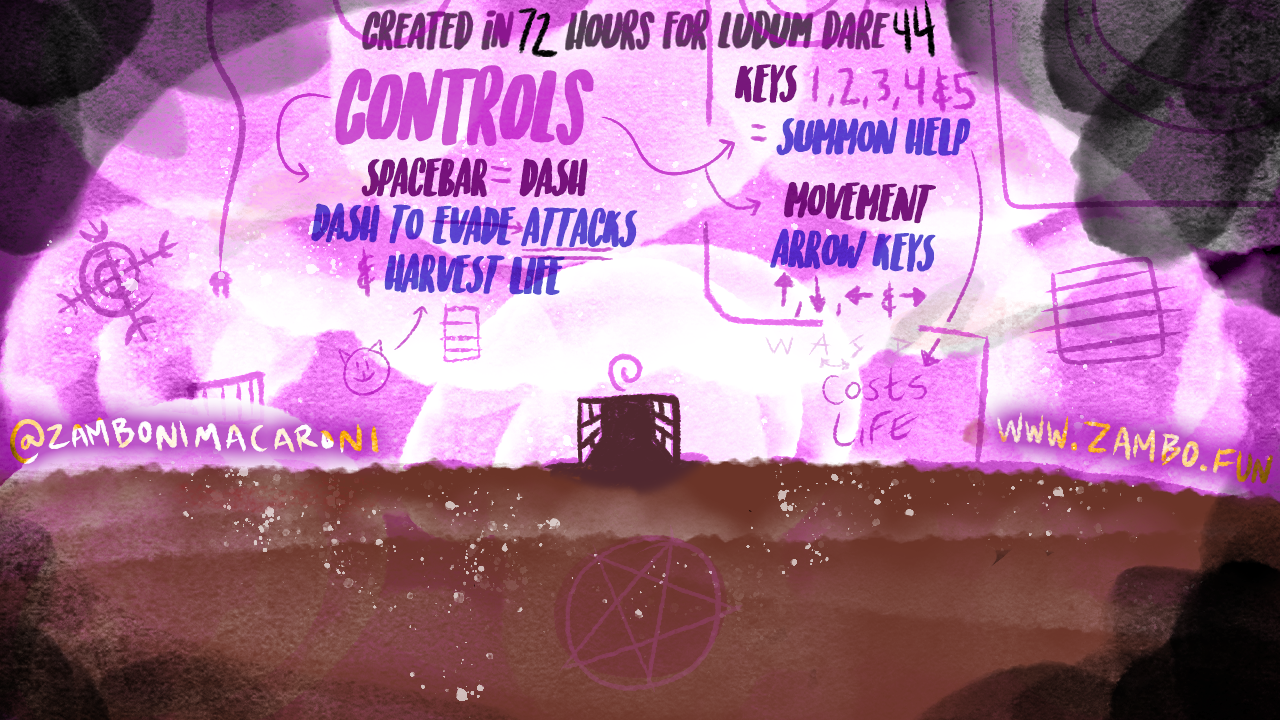 CREATED IN 72 HOURS FOR LUDUM DARE 44
CONTROLS
SPACEBAR = DASH
DASH TO EVADE ATTACKS
& HARVEST LIFE
KEYS 1,2,3,4 & 5
= SUMMON HELP
MOVEMENT
ARROW KEYS
↑, ↓, ← & →
W A S D
Costs
LIFE
@ZAMBONIMACARONI
WWW.ZAMBO.FUN